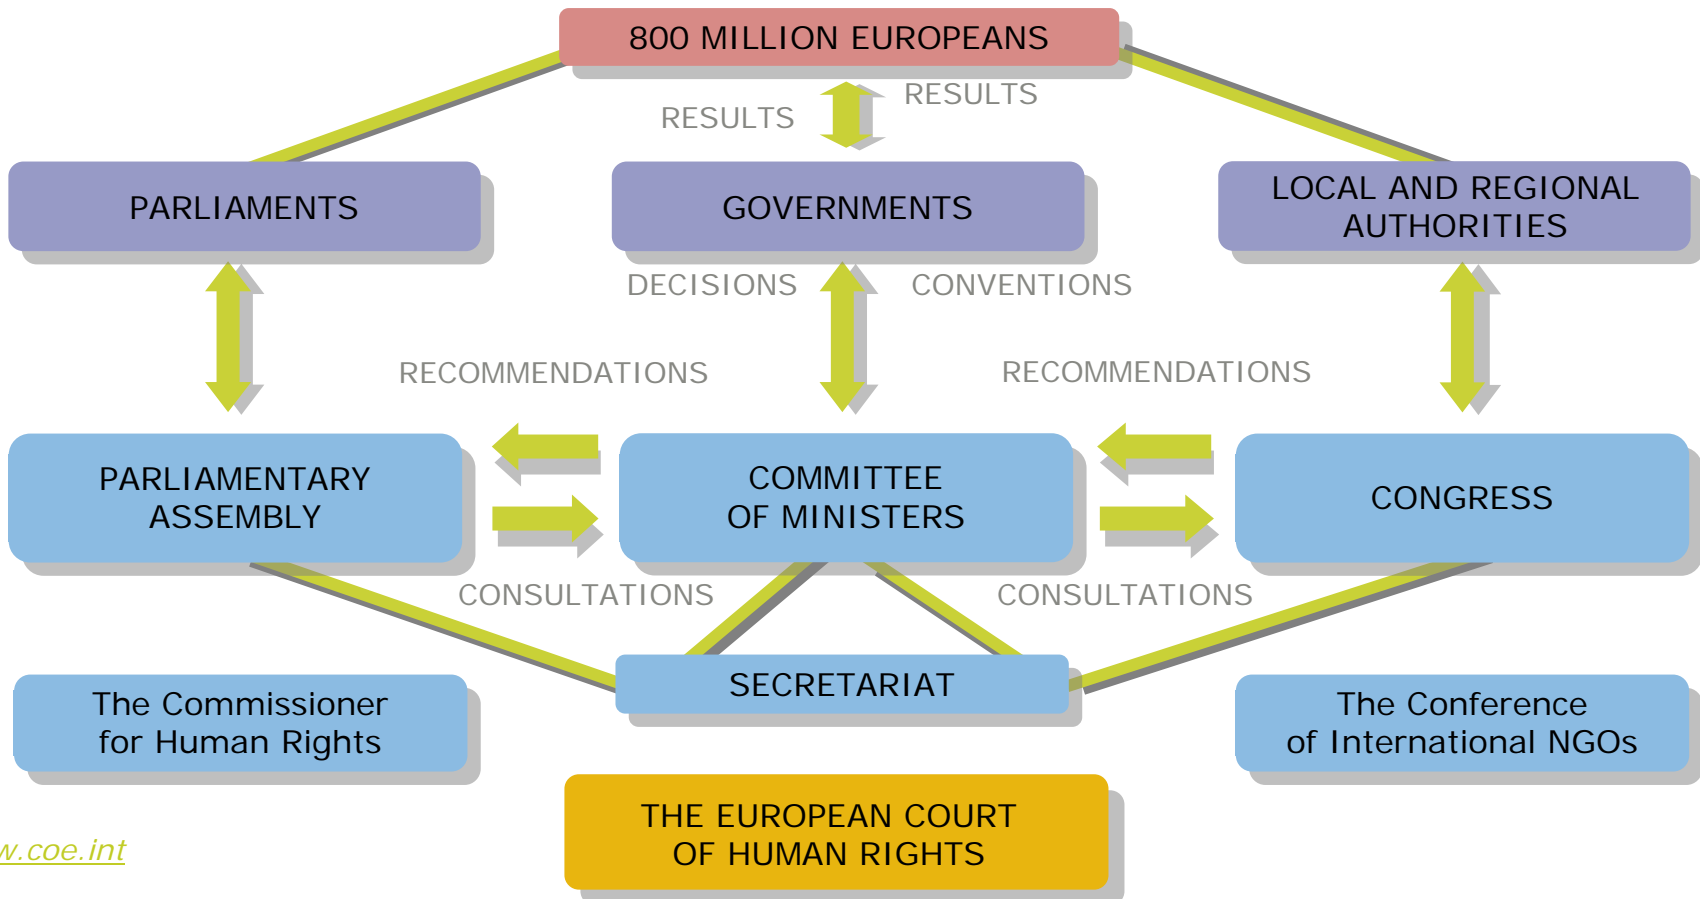 800 MILLION EUROPEANS
RESULTS
RESULTS
PARLIAMENTS
GOVERNMENTS
LOCAL AND REGIONAL
AUTHORITIES
DECISIONS
CONVENTIONS
RECOMMENDATIONS
RECOMMENDATIONS
PARLIAMENTARY
ASSEMBLY
COMMITTEE
OF MINISTERS
CONGRESS
CONSULTATIONS
CONSULTATIONS
SECRETARIAT
The Commissioner
for Human Rights
The Conference
of International NGOs
THE EUROPEAN COURT
OF HUMAN RIGHTS
w.coe.int